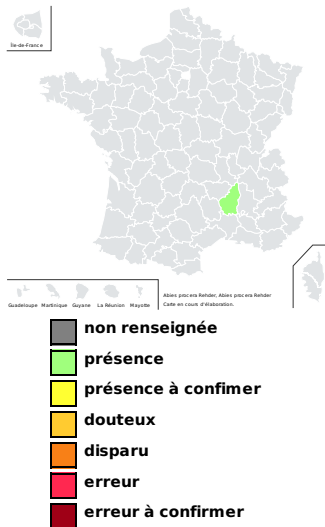 Île-de-France
Guadeloupe Martinique Guyane La Réunion Mayotte
Abies procera Rehder, Abies procera Rehder
Carte en cours d'élaboration.
non renseignée
présence
présence à confimer
douteux
disparu
erreur
erreur à confirmer